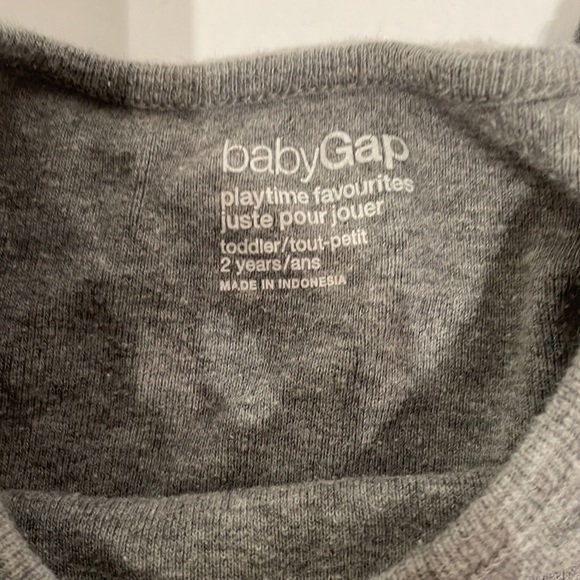 babyGap
playtime favourites
juste pour jouer
toddler/tout-petit
2 years/ans
MADE IN INDONESIA